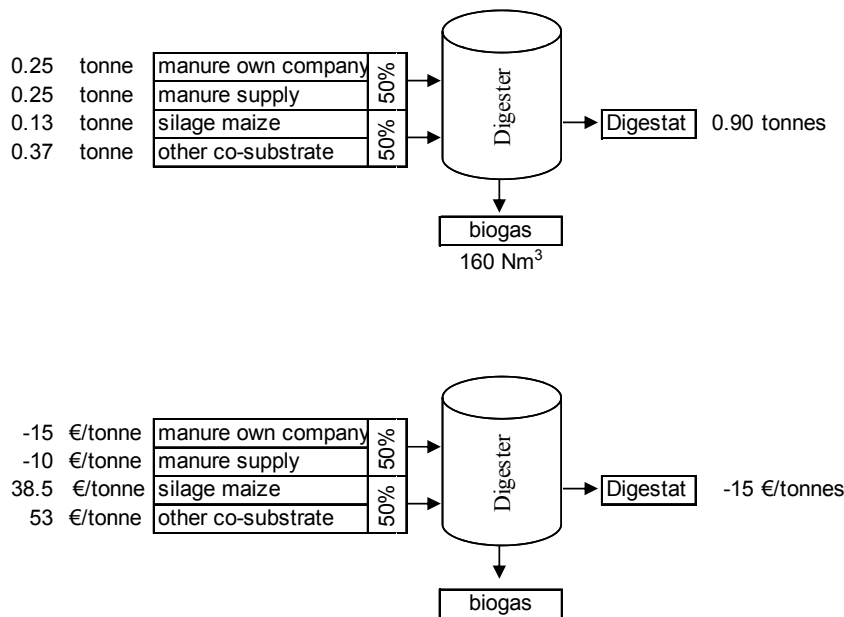 0.25 tonne manure own company
0.25 tonne manure supply
0.13 tonne silage maize
0.37 tonne other co-substrate
50%
50%
Digester
Digestat 0.90 tonnes
biogas
160 Nm³
-15 €/tonne manure own company
-10 €/tonne manure supply
38.5 €/tonne silage maize
53 €/tonne other co-substrate
50%
50%
Digester
Digestat -15 €/tonnes
biogas